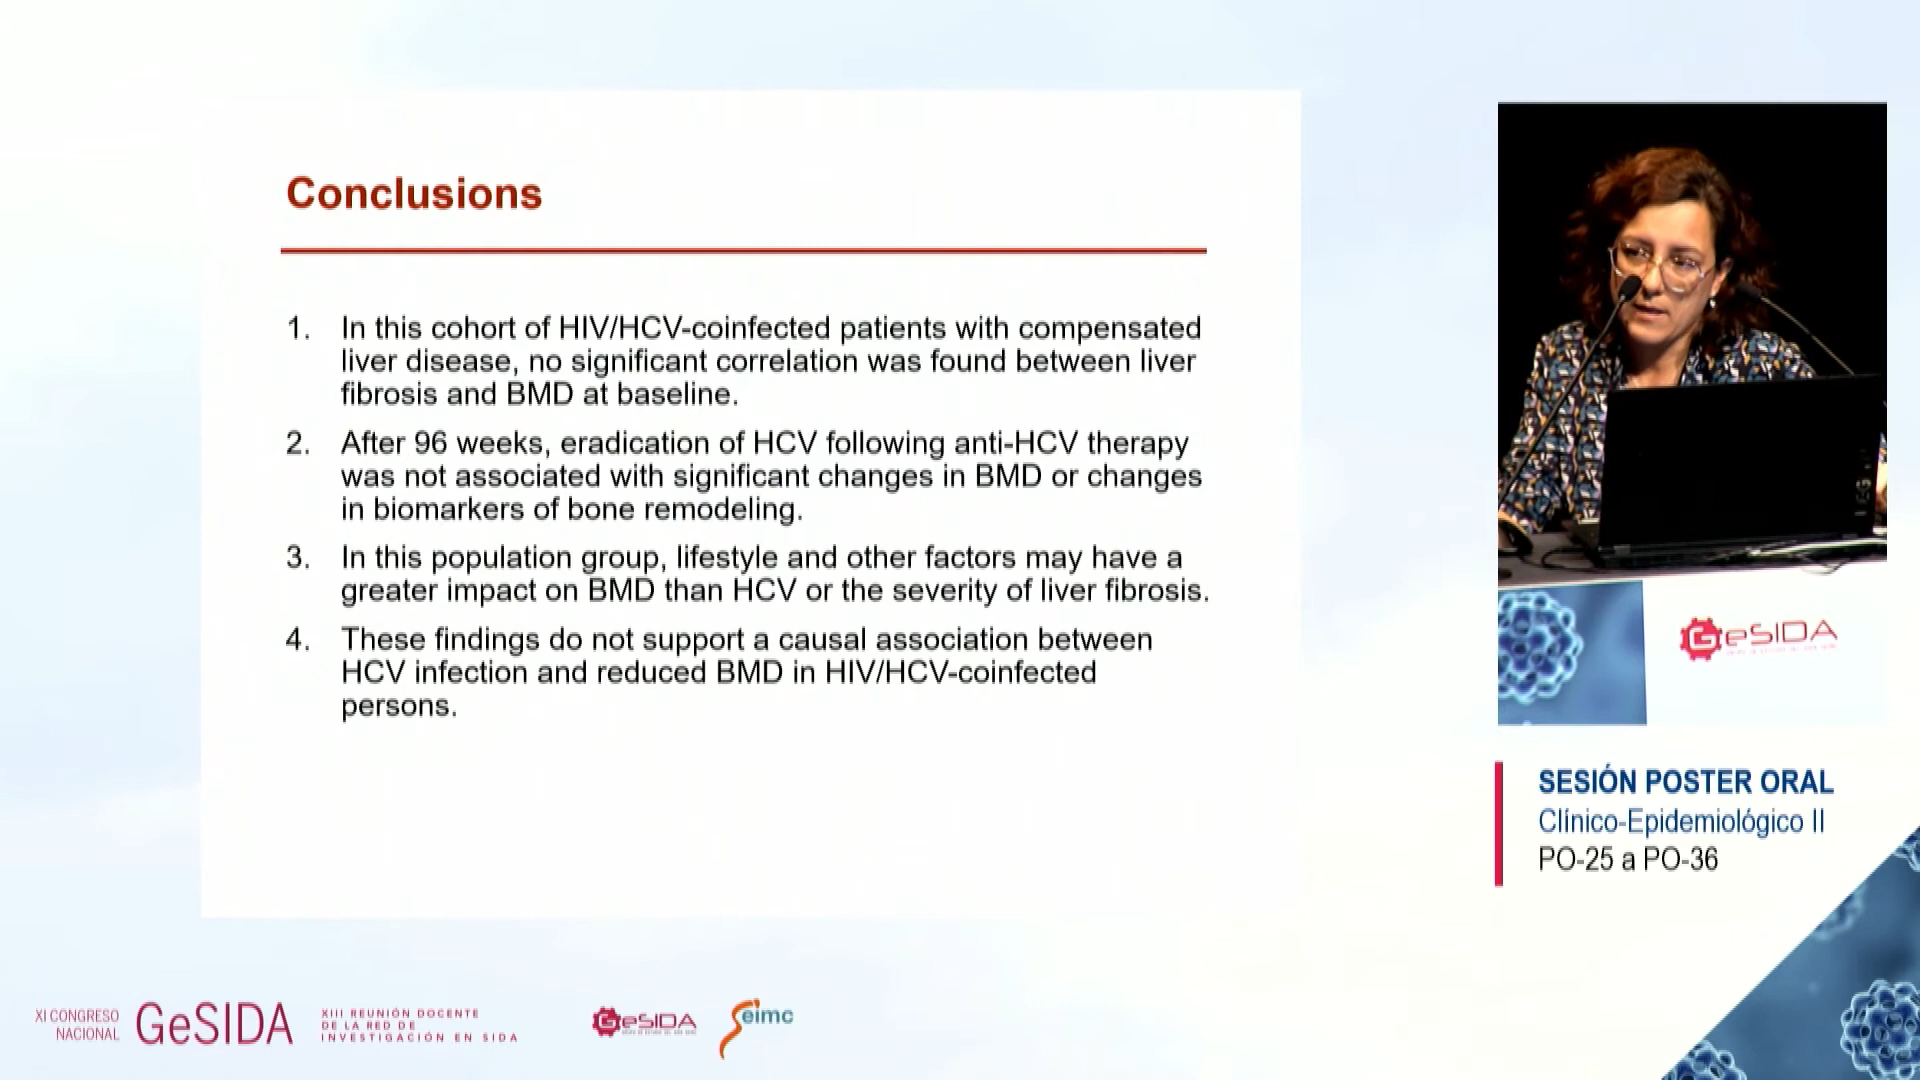 Conclusions
1. In this cohort of HIV/HCV-coinfected patients with compensated
liver disease, no significant correlation was found between liver
fibrosis and BMD at baseline.
2. After 96 weeks, eradication of HCV following anti-HCV therapy
was not associated with significant changes in BMD or changes
in biomarkers of bone remodeling.
3. In this population group, lifestyle and other factors may have a
greater impact on BMD than HCV or the severity of liver fibrosis.
4. These findings do not support a causal association between
HCV infection and reduced BMD in HIV/HCV-coinfected
persons.
GeSIDA
SESIÓN POSTER ORAL
Clínico-Epidemiológico II
PO-25 a PO-36
XI CONGRESO
NACIONAL
GeSIDA
XIII REUNIÓN DOCENTE
DE LA RED DE
INVESTIGACIÓN EN SIDA
GeSIDA
Seimc